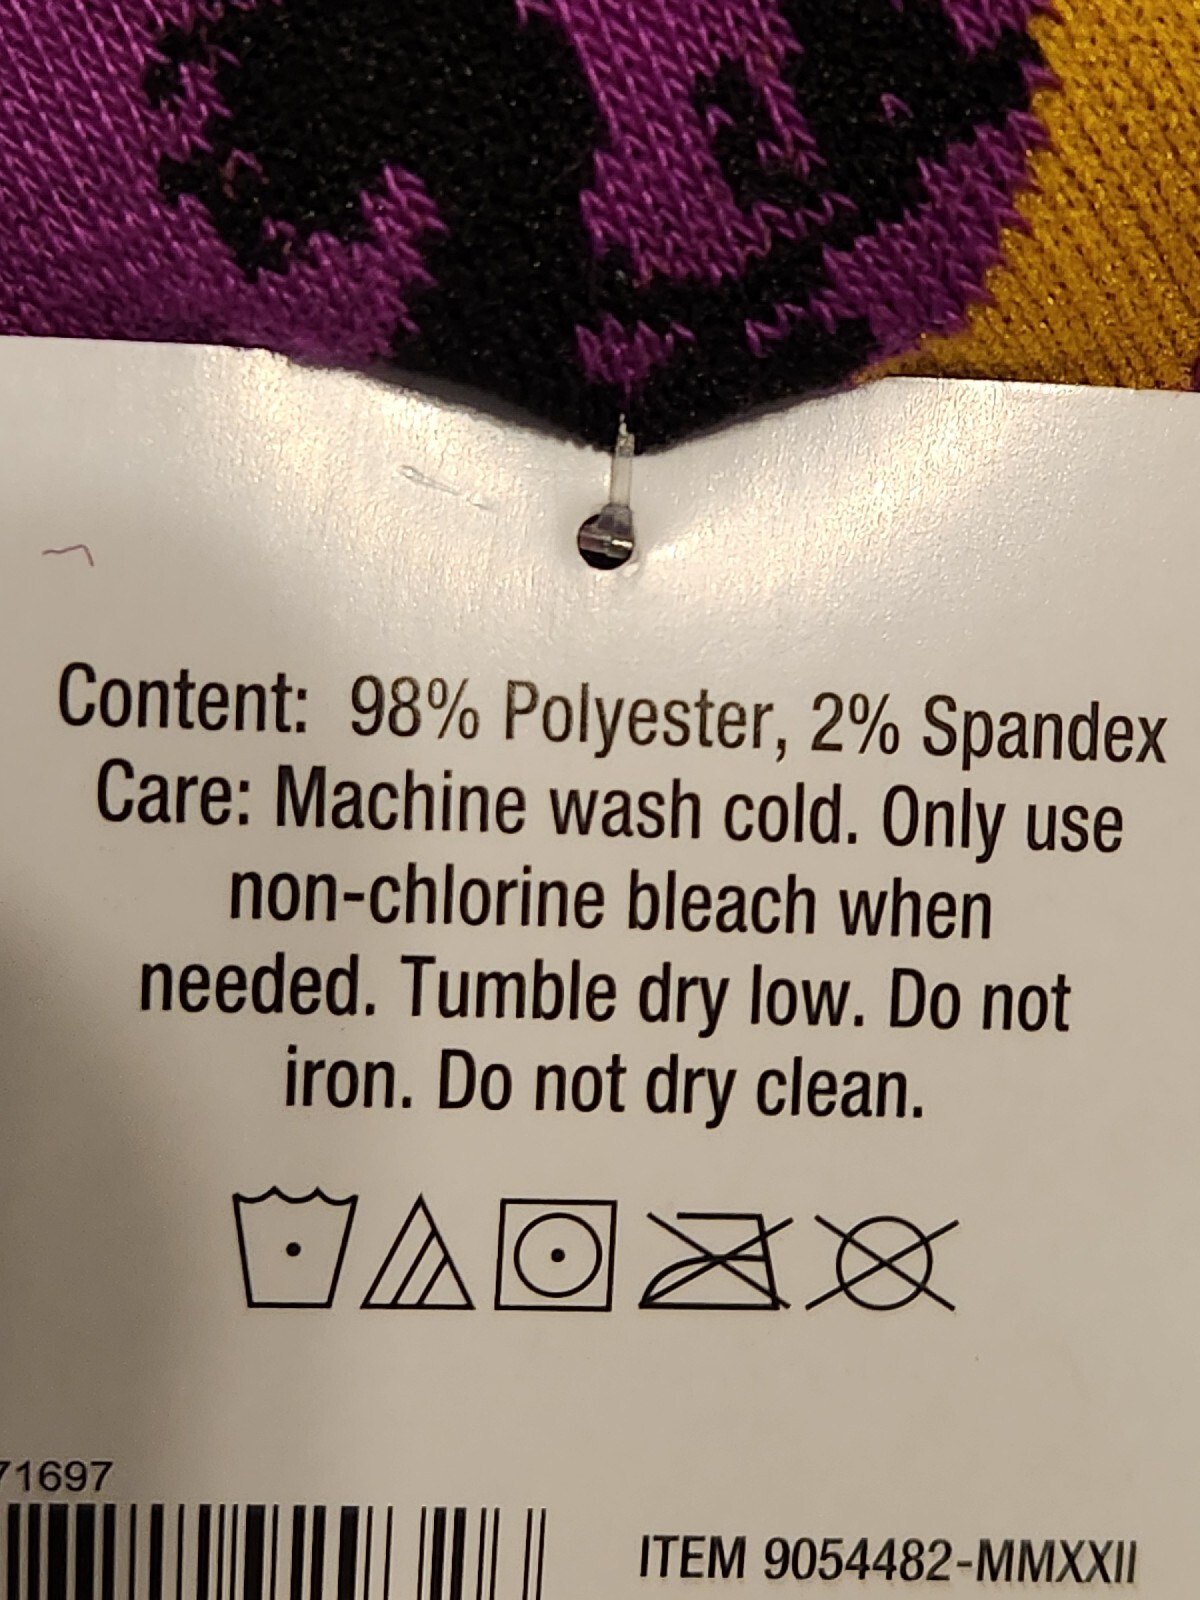 Content: 98% Polyester, 2% Spandex
Care: Machine wash cold. Only use
non-chlorine bleach when
needed. Tumble dry low. Do not
iron. Do not dry clean.
71697
ITEM 9054482-MMXXII